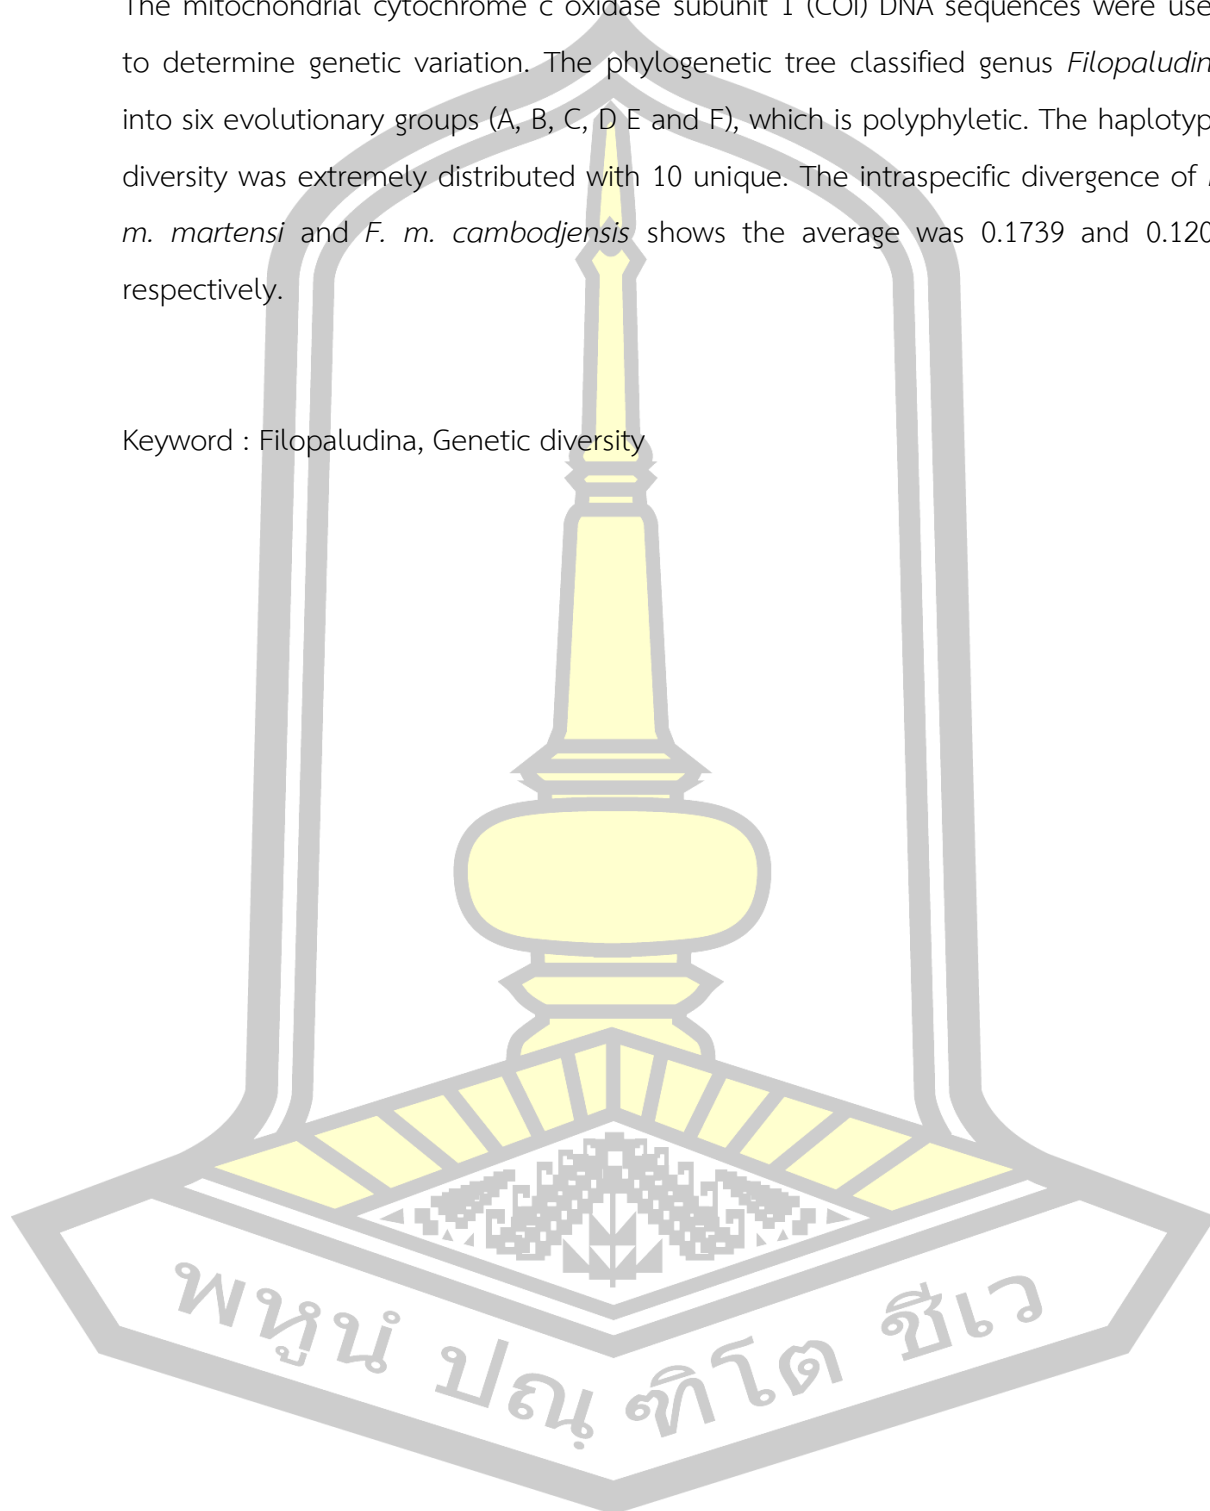 The mitochondrial cytochrome c oxidase subunit 1 (COI) DNA sequences were use
to determine genetic variation. The phylogenetic tree classified genus Filopaludin
into six evolutionary groups (A, B, C, D E and F), which is polyphyletic. The haplotyp
diversity was extremely distributed with 10 unique. The intraspecific divergence of
m. martensi and F. m. cambodjensis shows the average was 0.1739 and 0.120
respectively.
Keyword : Filopaludina, Genetic diversity
พหูนํ ปณฺฑิโต ชีเว